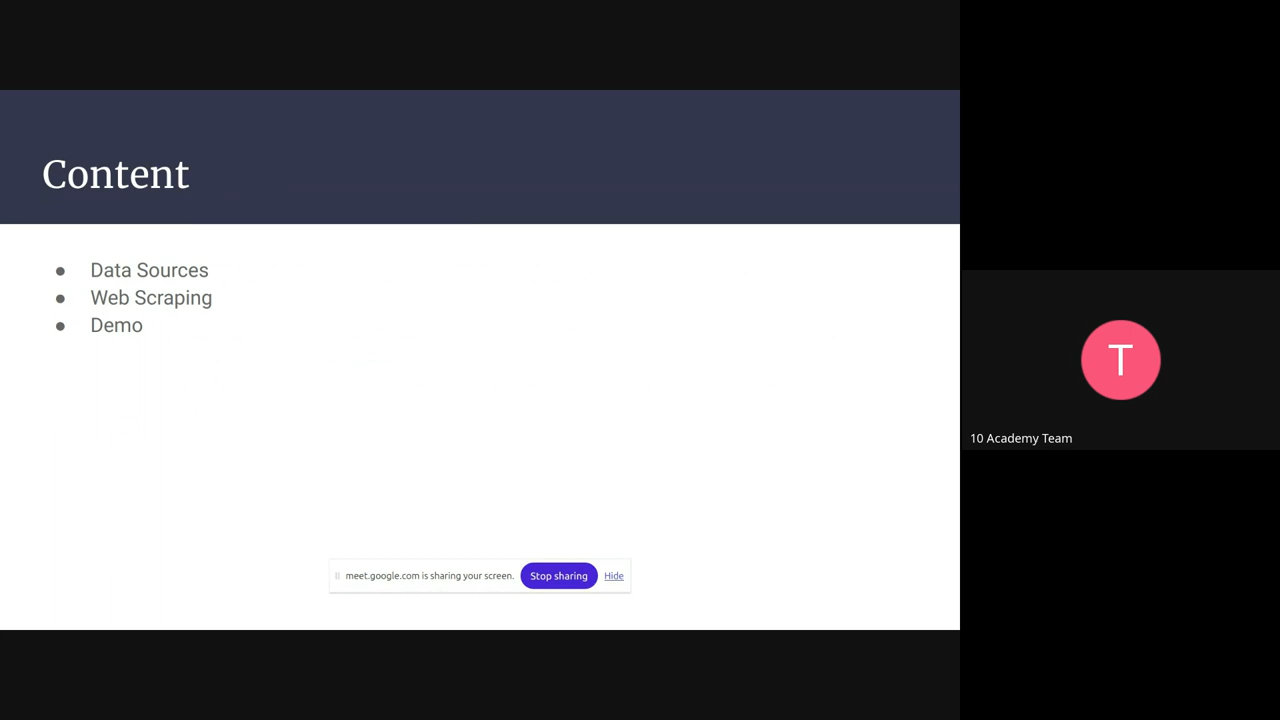 Content
● Data Sources
● Web Scraping
● Demo
meet.google.com is sharing your screen. Stop sharing Hide
T
10 Academy Team